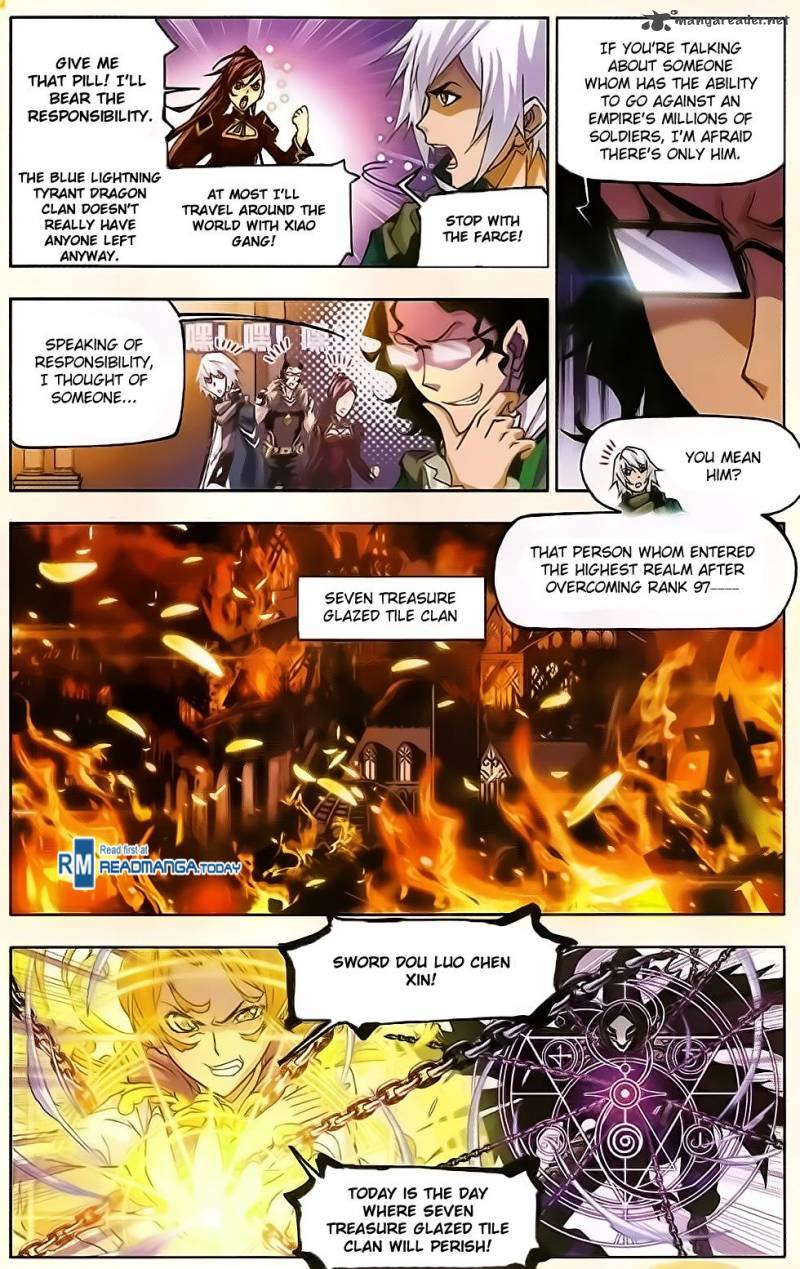 mangareader.net
GIVE ME
THAT PILL! I'LL
BEAR THE
RESPONSIBILITY.
THE BLUE LIGHTNING
TYRANT DRAGON
CLAN DOESN'T
REALLY HAVE
ANYONE LEFT
ANYWAY.
AT MOST I'LL
TRAVEL AROUND THE
WORLD WITH XIAO
GANG!
STOP WITH
THE FARCE!
IF YOU'RE TALKING
ABOUT SOMEONE
WHOM HAS THE ABILITY
TO GO AGAINST AN
EMPIRE'S MILLIONS OF
SOLDIERS, I'M AFRAID
THERE'S ONLY HIM.
SPEAKING OF
RESPONSIBILITY,
I THOUGHT OF
SOMEONE...
嘿! 嘿! 嘿!
YOU MEAN
HIM?
THAT PERSON WHOM ENTERED
THE HIGHEST REALM AFTER
OVERCOMING RANK 97----
SEVEN TREASURE
GLAZED TILE CLAN
RM
Read first at
READMANGA.TODAY
SWORD DOU LUO CHEN
XIN!
TODAY IS THE DAY
WHERE SEVEN
TREASURE GLAZED TILE
CLAN WILL PERISH!